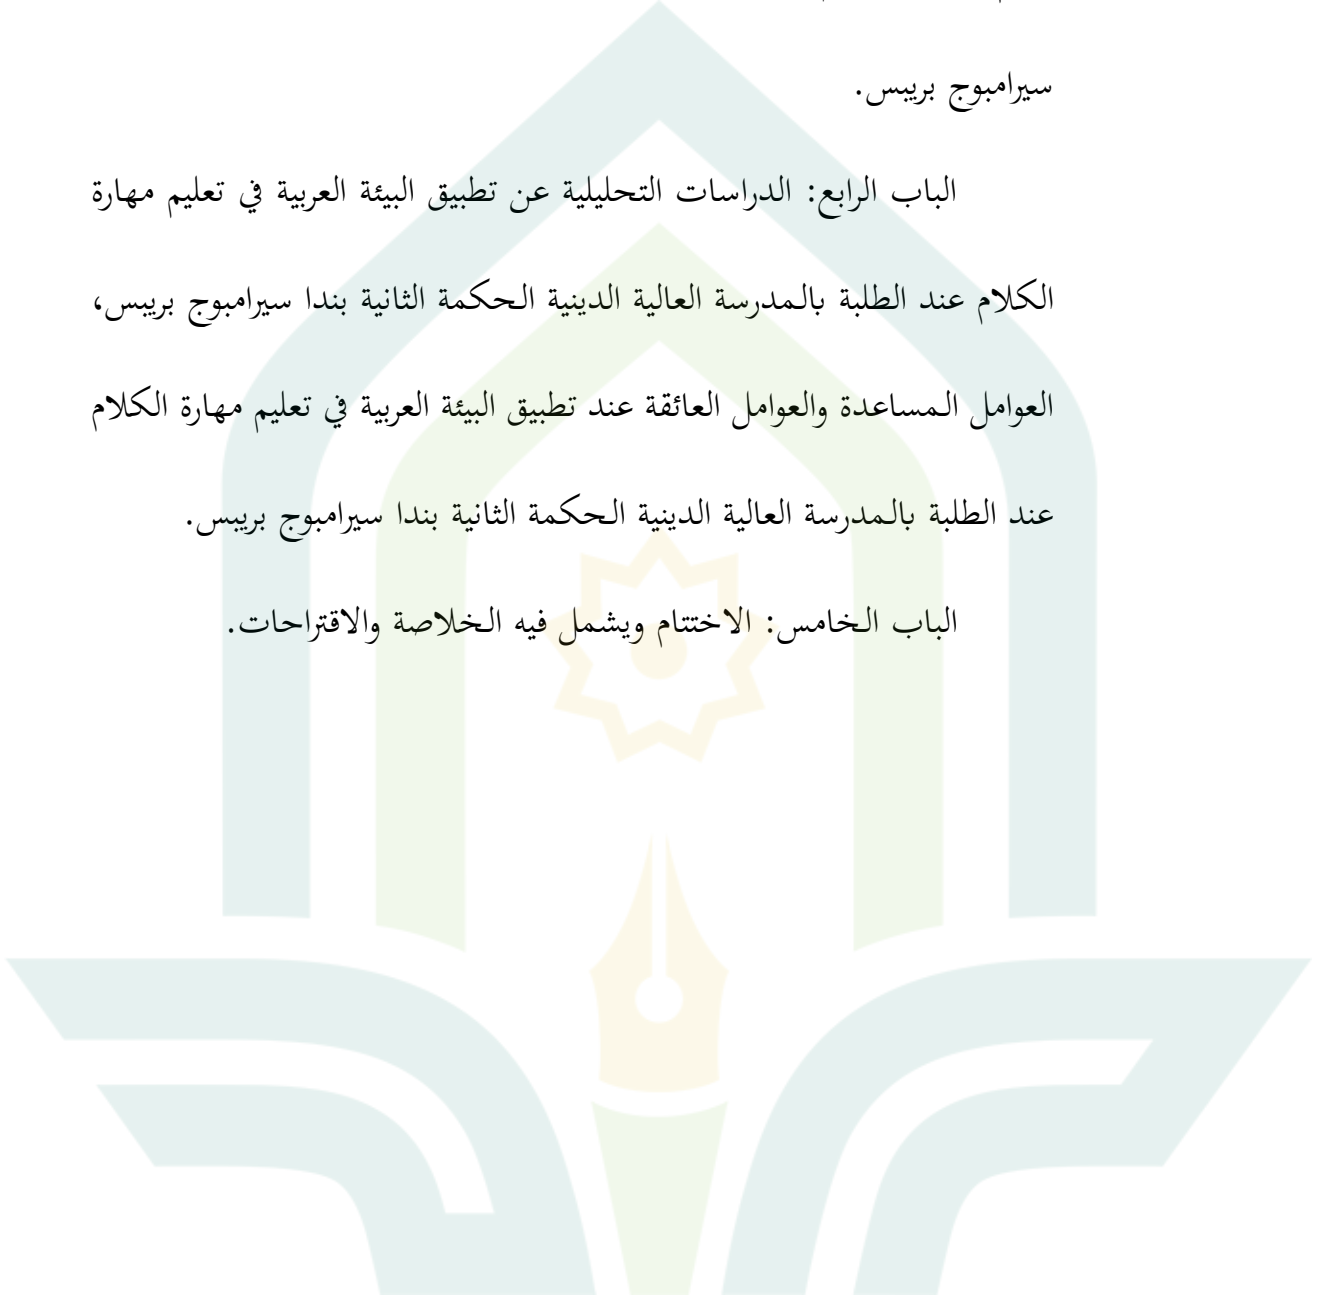 سيرامبوج بريبس.
الباب الرابع: الدراسات التحليلية عن تطبيق البيئة العربية في تعليم مهارة
الكلام عند الطلبة بالمدرسة العالية الدينية الحكمة الثانية بندا سيرامبوج بريبس،
العوامل المساعدة والعوامل العائقة عند تطبيق البيئة العربية في تعليم مهارة الكلام
عند الطلبة بالمدرسة العالية الدينية الحكمة الثانية بندا سيرامبوج بريبس.
الباب الخامس: الاختتام ويشمل فيه الخلاصة والاقتراحات.